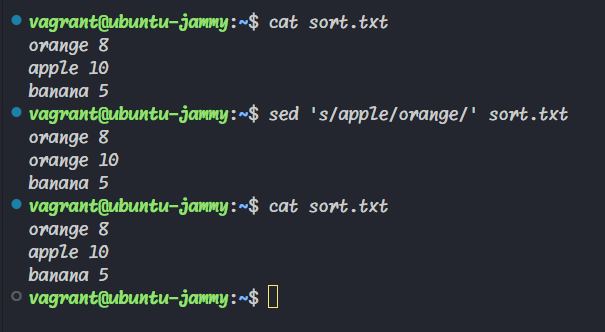 vagrant@ubuntu-jammy:~$ cat sort.txt
orange 8
apple 10
banana 5
vagrant@ubuntu-jammy:~$ sed 's/apple/orange/' sort.txt
orange 8
orange 10
banana 5
vagrant@ubuntu-jammy:~$ cat sort.txt
orange 8
apple 10
banana 5
vagrant@ubuntu-jammy:~$